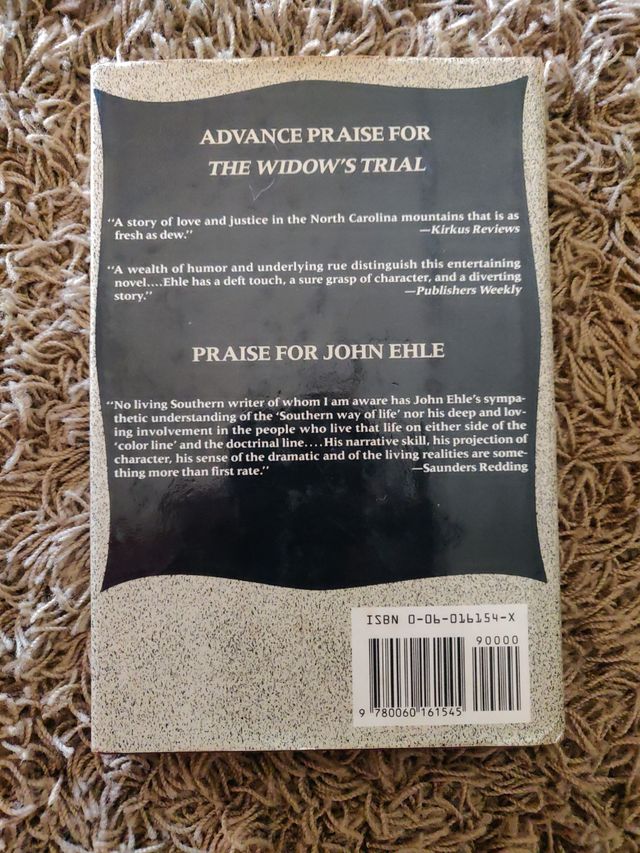 ADVANCE PRAISE FOR
THE WIDOW'S TRIAL
"A story of love and justice in the North Carolina mountains that is as
fresh as dew."
—Kirkus Reviews
"A wealth of humor and underlying rue distinguish this entertaining
novel....Ehle has a deft touch, a sure grasp of character, and a diverting
story."
—Publishers Weekly
PRAISE FOR JOHN EHLE
"No living Southern writer of whom I am aware has John Ehle's sympa-
thetic understanding of the 'Southern way of life' nor his deep and lov-
ing involvement in the people who live that life on either side of the
'color line' and the doctrinal line....His narrative skill, his projection of
character, his sense of the dramatic and of the living realities are some-
thing more than first rate."
—Saunders Redding
ISBN 0-06-016154-X
90000
9 780060 161545